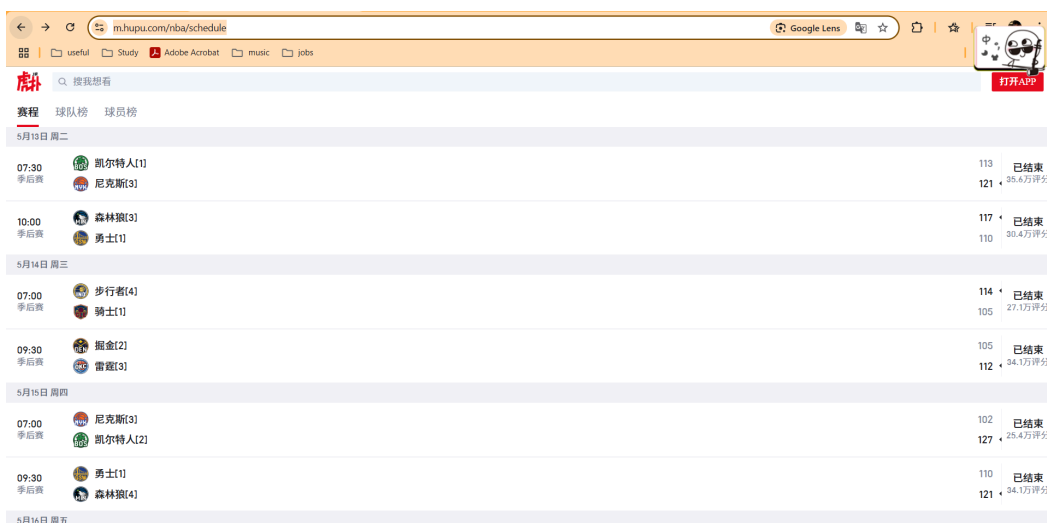 m.hupu.com/nba/schedule
Google Lens
useful
Study
Adobe Acrobat
music
jobs
虎扑
搜我想看
打开APP
赛程 球队榜 球员榜
5月13日 周二
07:30
季后赛
凯尔特人[1] 113
尼克斯[3] 121
已结束
35.6万评分
10:00
季后赛
森林狼[3] 117
勇士[1] 110
已结束
30.4万评分
5月14日 周三
07:00
季后赛
步行者[4] 114
骑士[1] 105
已结束
27.1万评分
09:30
季后赛
掘金[2] 105
雷霆[3] 112
已结束
34.1万评分
5月15日 周四
07:00
季后赛
尼克斯[3] 102
凯尔特人[2] 127
已结束
25.4万评分
09:30
季后赛
勇士[1] 110
森林狼[4] 121
已结束
34.1万评分
5月16日 周五